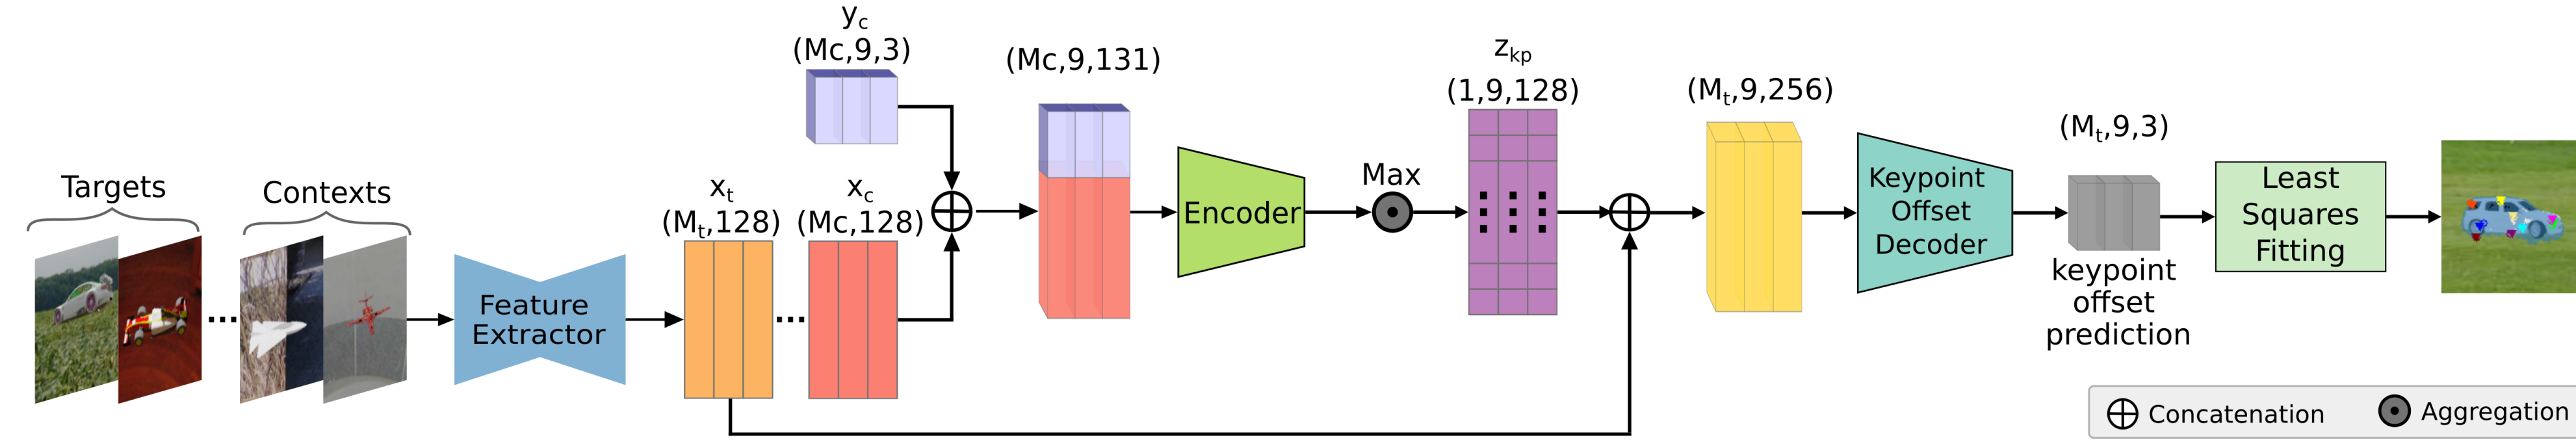 Targets
Contexts
Feature
Extractor
xt
(Mt,128)
xc
(Mc,128)
yc
(Mc,9,3)
(Mc,9,131)
Encoder
Max
zkp
(1,9,128)
(Mt,9,256)
Keypoint
Offset
Decoder
(Mt,9,3)
keypoint
offset
prediction
Least
Squares
Fitting
Concatenation
Aggregation